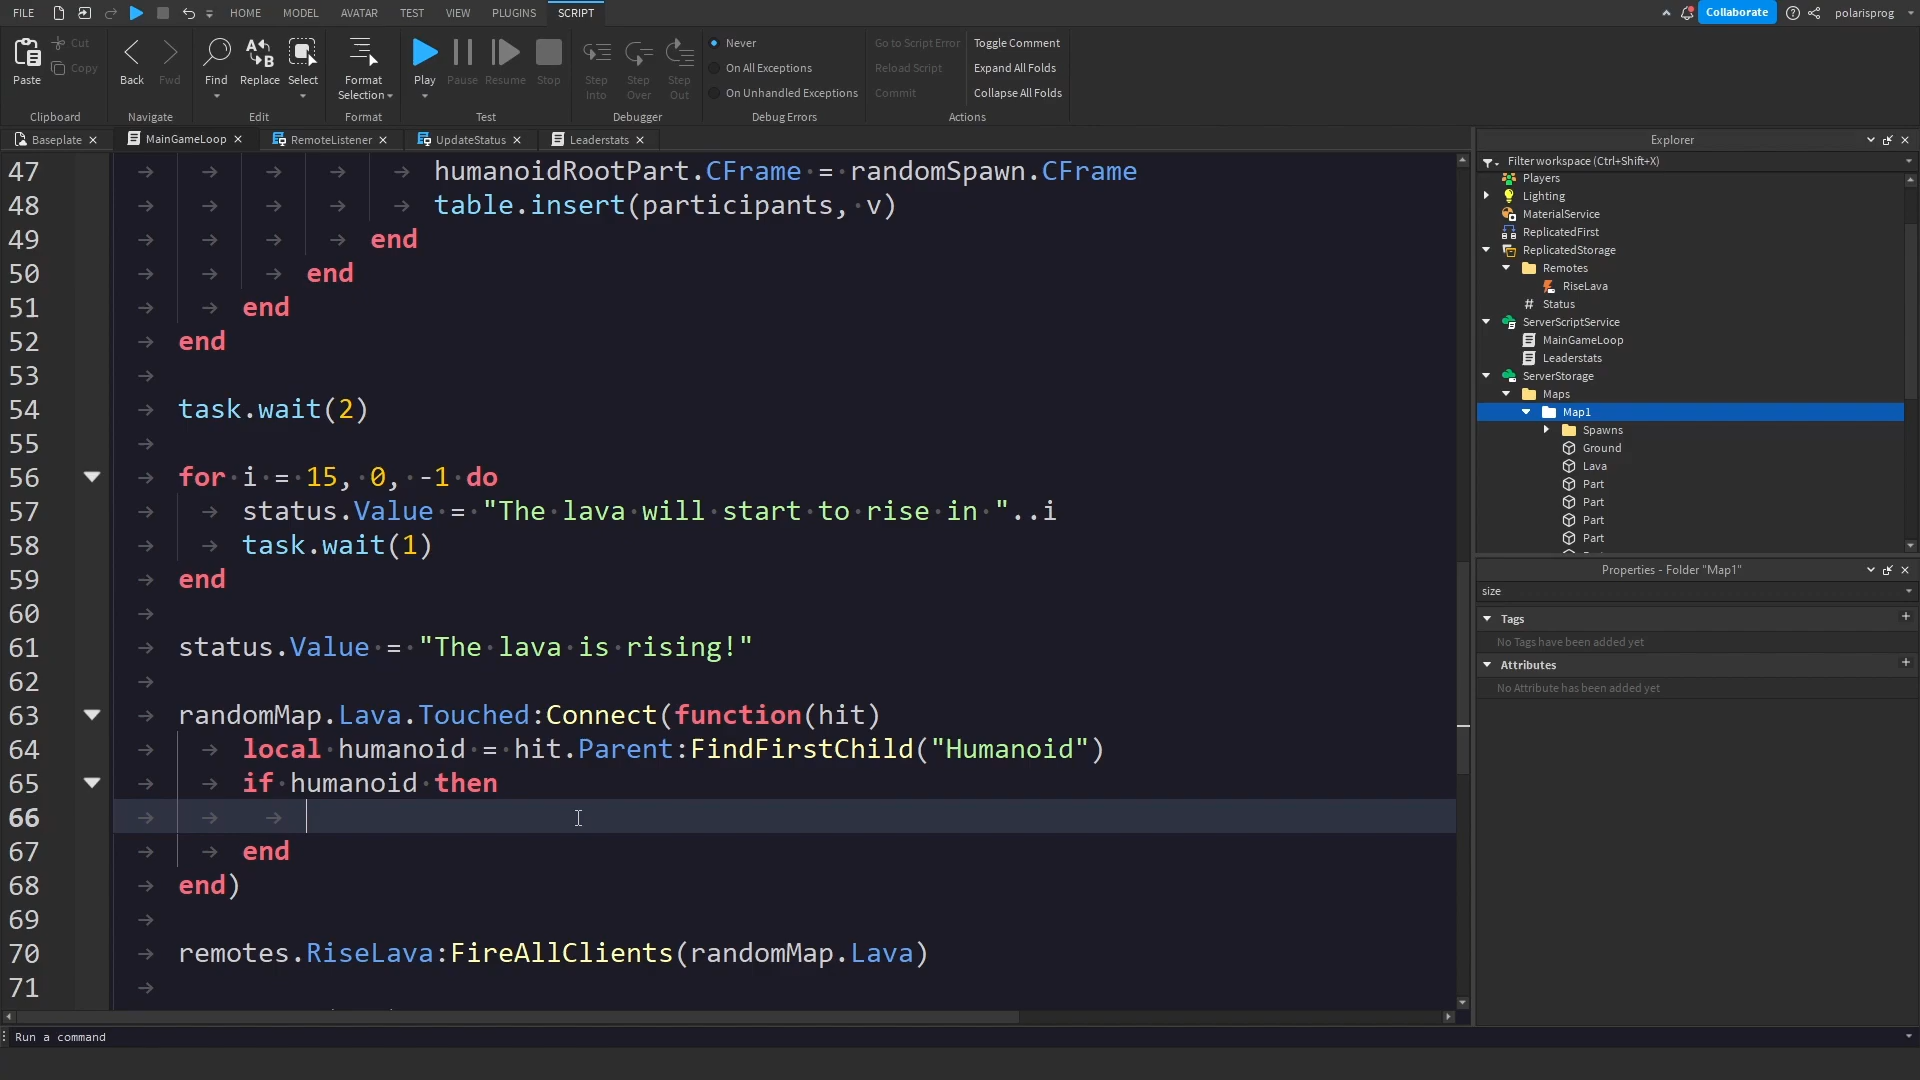 FILE HOME MODEL AVATAR TEST VIEW PLUGINS SCRIPT Collaborate polarisprog
Paste Cut Copy
Back Fwd
Find Replace Select
Format Selection
Play Pause Resume Stop
Step Into Step Over Step Out
Never
On All Exceptions
On Unhandled Exceptions
Go to Script Error
Reload Script
Commit
Toggle Comment
Expand All Folds
Collapse All Folds
Clipboard Navigate Edit Format Test Debugger Debug Errors Actions
Baseplate MainGameLoop RemoteListener UpdateStatus Leaderstats
47 humanoidRootPart.CFrame = randomSpawn.CFrame
48 table.insert(participants, v)
49 end
50 end
51 end
52 end
53
54 task.wait(2)
55
56 for i = 15, 0, -1 do
57 status.Value = "The lava will start to rise in "..i
58 task.wait(1)
59 end
60
61 status.Value = "The lava is rising!"
62
63 randomMap.Lava.Touched:Connect(function(hit)
64 local humanoid = hit.Parent:FindFirstChild("Humanoid")
65 if humanoid then
66
67 end
68 end)
69
70 remotes.RiseLava:FireAllClients(randomMap.Lava)
71
Run a command
Explorer
Filter workspace (Ctrl+Shift+X)
Players
Lighting
MaterialService
ReplicatedFirst
ReplicatedStorage
Remotes
RiseLava
# Status
ServerScriptService
MainGameLoop
Leaderstats
ServerStorage
Maps
Map1
Spawns
Ground
Lava
Part
Part
Part
Part
Properties - Folder "Map1"
size
Tags
No Tags have been added yet
Attributes
No Attribute has been added yet